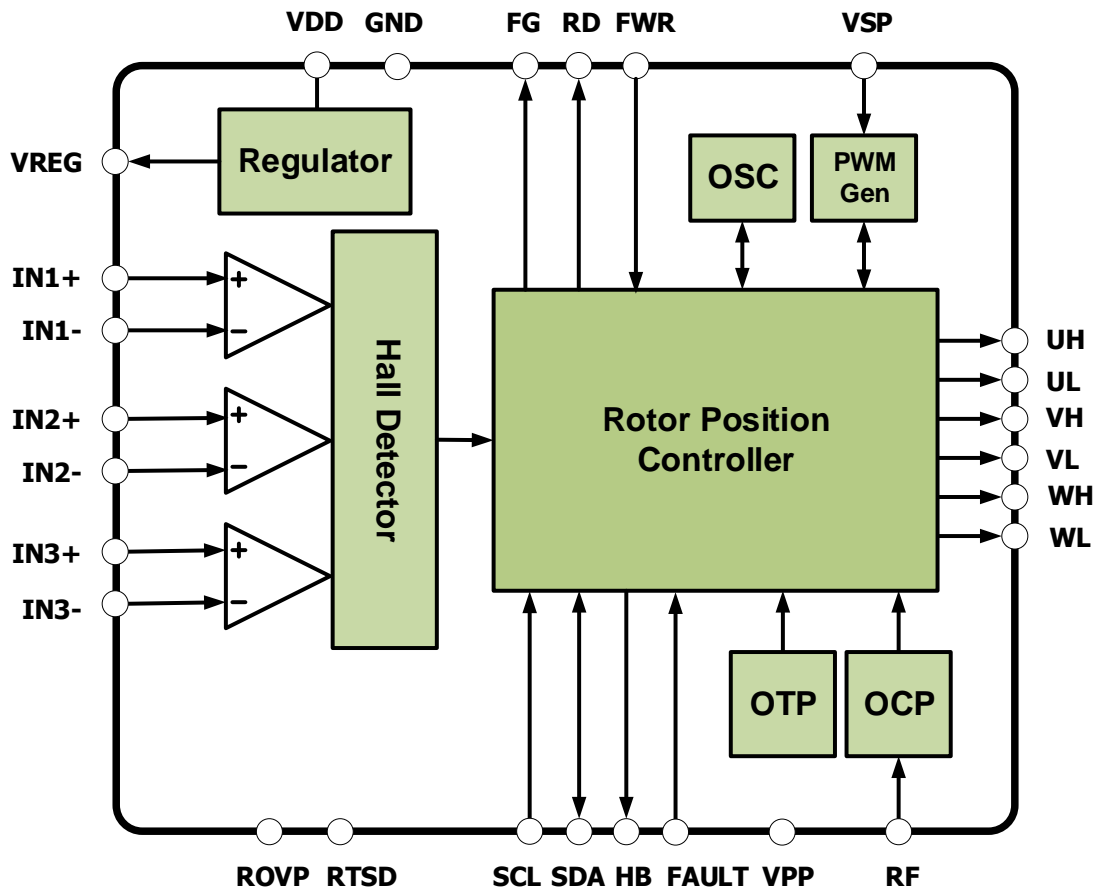 VDD GND FG RD FWR VSP
VREG
Regulator
OSC
PWM
Gen
IN1+
+
IN1-
−
IN2+
+
IN2-
−
IN3+
+
IN3-
−
Hall Detector
Rotor Position
Controller
UH
UL
VH
VL
WH
WL
OTP
OCP
ROVP RTSD SCL SDA HB FAULT VPP RF